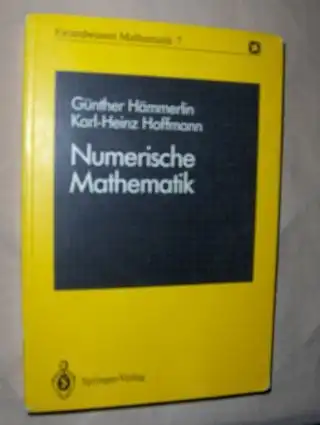 Grundwissen Mathematik 7
Günther Hämmerlin
Karl-Heinz Hoffmann
Numerische
Mathematik
Springer-Verlag